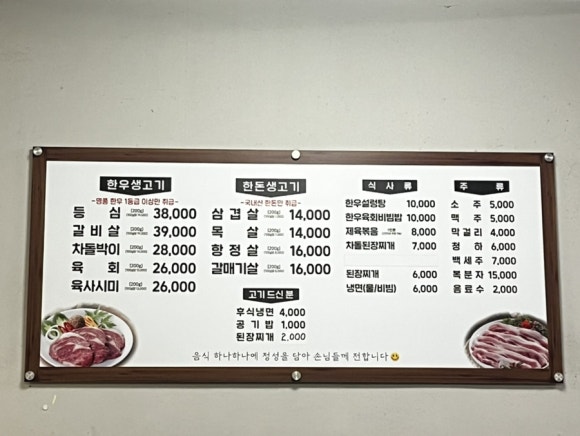 한우생고기
-명품 한우 1등급 이상만 취급-
등 심 (200g) 38,000
갈 비 살 (200g) 39,000
차돌박이 (200g) 28,000
육 회 (200g) 26,000
육사시미 (200g) 26,000
한돈생고기
-국내산 한돈만 취급-
삼 겹 살 (200g) 14,000
목 살 (200g) 14,000
항 정 살 (200g) 16,000
갈매기살 (200g) 16,000
고기드신분
후식냉면 4,000
공 기 밥 1,000
된장찌개 2,000
식 사 류
한우설렁탕 10,000
한우육회비빔밥 10,000
제육볶음 8,000
차돌된장찌개 7,000
된장찌개 6,000
냉면(물/비빔) 6,000
주 류
소 주 5,000
맥 주 5,000
막걸리 4,000
청 하 6,000
백세주 7,000
복분자 15,000
음료수 2,000
음식 하나하나에 정성을 담아 손님들께 전합니다